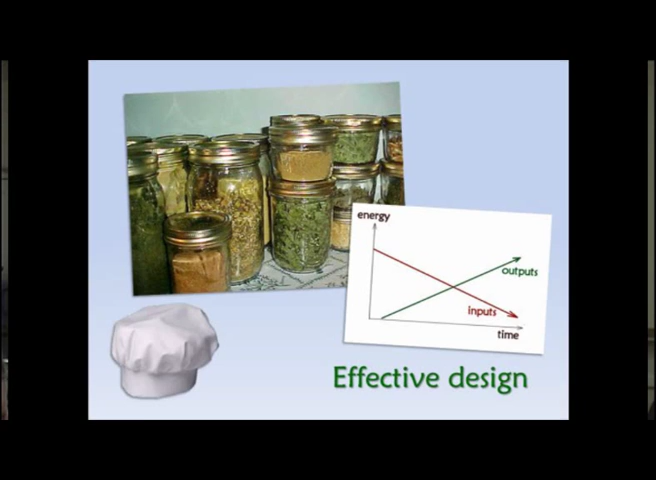 energy
outputs
inputs
time
Effective design